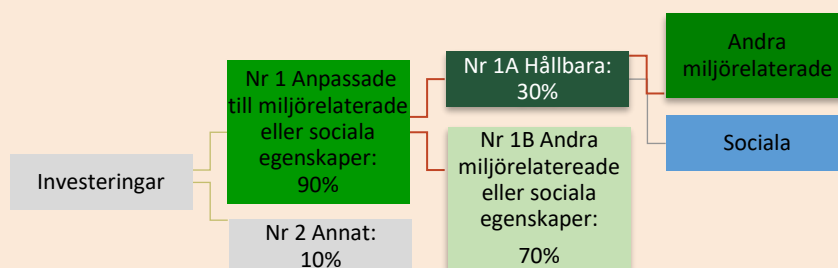 Investeringar
Nr 1 Anpassade
till miljörelaterade
eller sociala
egenskaper:
90%
Nr 2 Annat:
10%
Nr 1A Hållbara:
30%
Nr 1B Andra
miljörelatereade
eller sociala
egenskaper:
70%
Andra
miljörelaterade
Sociala